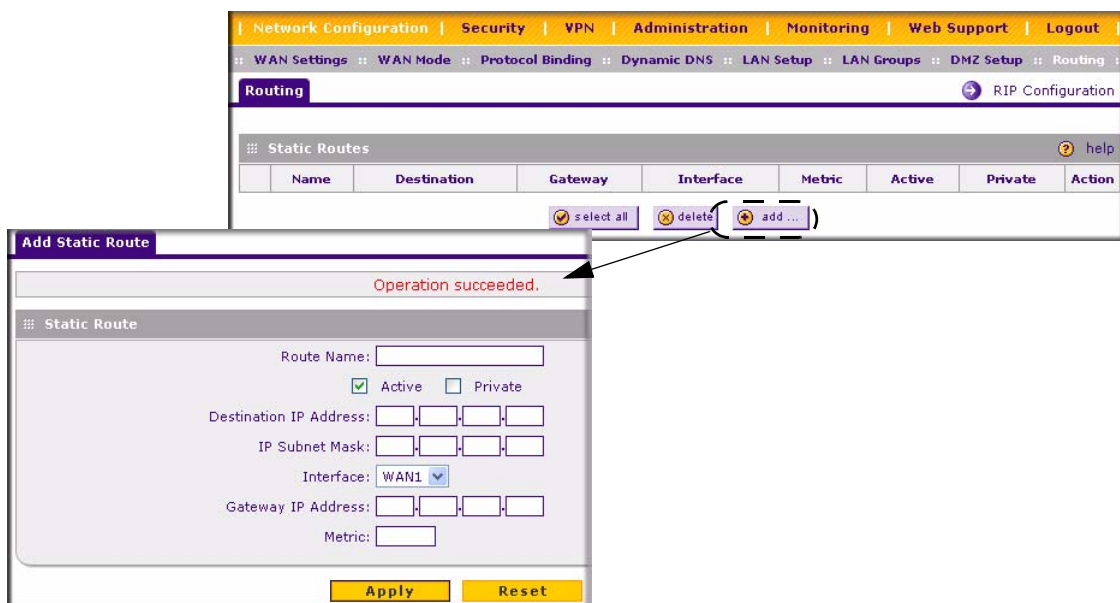 | Network Configuration | Security | VPN | Administration | Monitoring | Web Support | Logout |
:: WAN Settings :: WAN Mode :: Protocol Binding :: Dynamic DNS :: LAN Setup :: LAN Groups :: DMZ Setup :: Routing ::
Routing RIP Configuration
Static Routes ? help
Name Destination Gateway Interface Metric Active Private Action
select all delete add ...
Add Static Route
Operation succeeded.
Static Route
Route Name:
Active Private
Destination IP Address: . . .
IP Subnet Mask: . . .
Interface: WAN1
Gateway IP Address: . . .
Metric:
Apply Reset